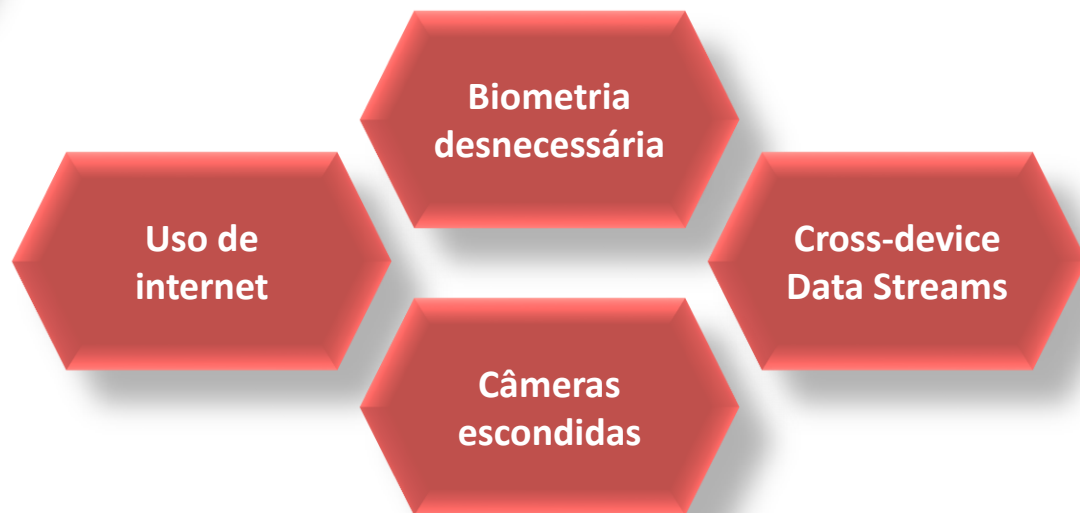 Biometria
desnecessária
Uso de
internet
Cross-device
Data Streams
Câmeras
escondidas